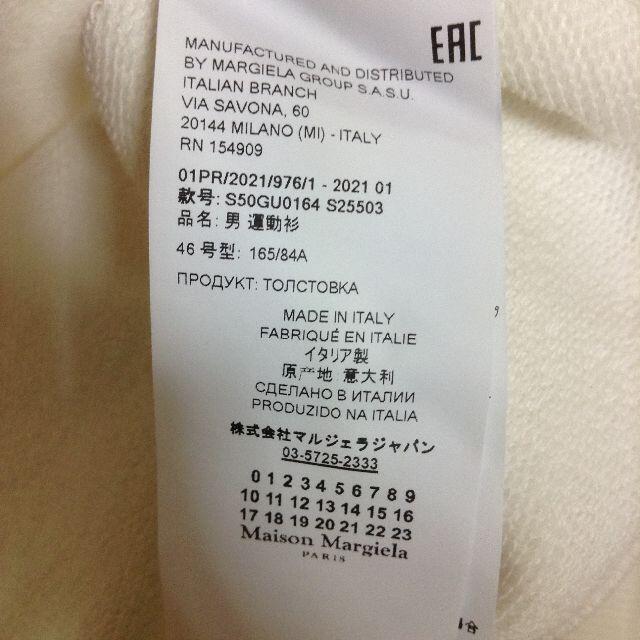 EAC
MANUFACTURED AND DISTRIBUTED
BY MARGIELA GROUP S.A.S.U.
ITALIAN BRANCH
VIA SAVONA, 60
20144 MILANO (MI) - ITALY
RN 154909
01PR/2021/976/1 - 2021 01
款号: S50GU0164 S25503
品名: 男 運動衫
46 号型: 165/84A
ПРОДУКТ: ТОЛСТОВКА
MADE IN ITALY
FABRIQUÉ EN ITALIE
イタリア製
原产地 意大利
СДЕЛАНО В ИТАЛИИ
PRODUZIDO NA ITALIA
株式会社マルジェラジャパン
03-5725-2333
0 1 2 3 4 5 6 7 8 9
10 11 12 13 14 15 16
17 18 19 20 21 22 23
Maison Margiela
PARIS